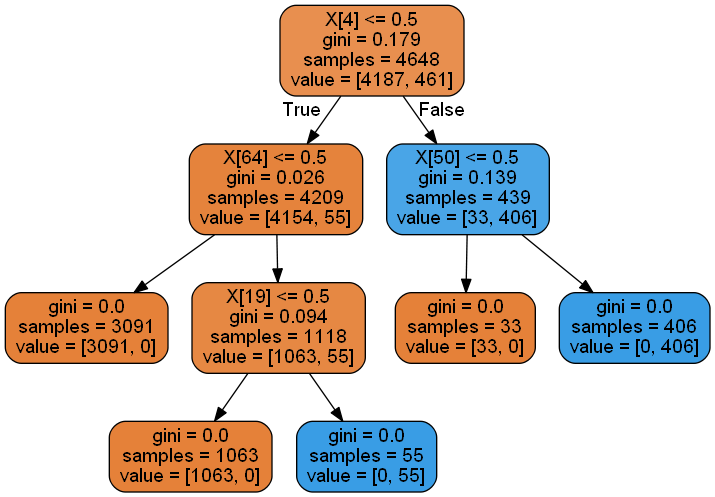 X[4] <= 0.5
gini = 0.179
samples = 4648
value = [4187, 461]
True
False
X[64] <= 0.5
gini = 0.026
samples = 4209
value = [4154, 55]
X[50] <= 0.5
gini = 0.139
samples = 439
value = [33, 406]
gini = 0.0
samples = 3091
value = [3091, 0]
X[19] <= 0.5
gini = 0.094
samples = 1118
value = [1063, 55]
gini = 0.0
samples = 33
value = [33, 0]
gini = 0.0
samples = 406
value = [0, 406]
gini = 0.0
samples = 1063
value = [1063, 0]
gini = 0.0
samples = 55
value = [0, 55]